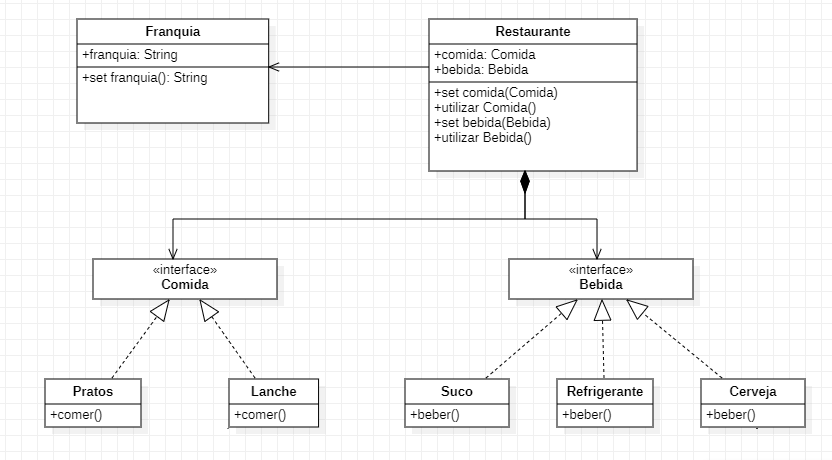 Franquia
+franquia: String
+set franquia(): String
Restaurante
+comida: Comida
+bebida: Bebida
+set comida(Comida)
+utilizar Comida()
+set bebida(Bebida)
+utilizar Bebida()
«interface»
Comida
«interface»
Bebida
Pratos
+comer()
Lanche
+comer()
Suco
+beber()
Refrigerante
+beber()
Cerveja
+beber()